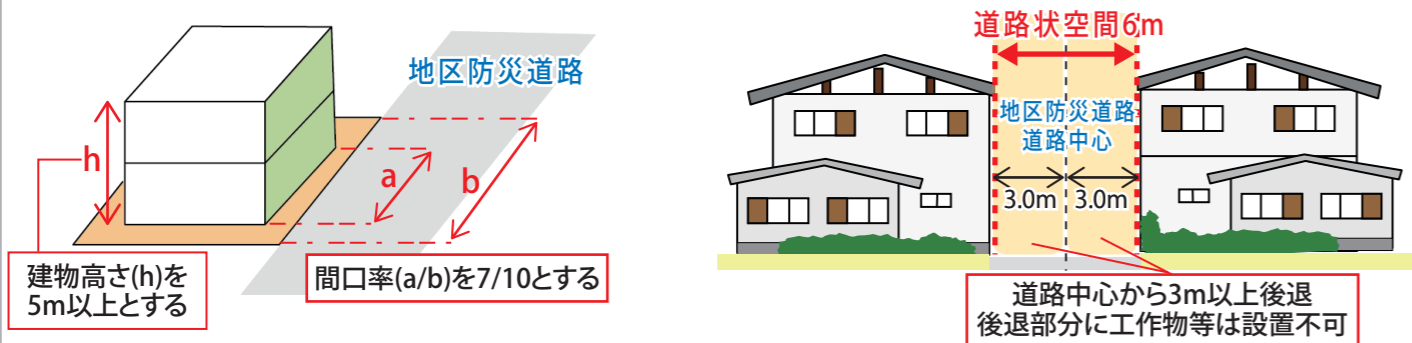 地区防災道路
h
a
b
建物高さ(h)を
5m以上とする
間口率(a/b)を7/10とする
道路状空間6m
地区防災道路
道路中心
3.0m
3.0m
道路中心から3m以上後退
後退部分に工作物等は設置不可